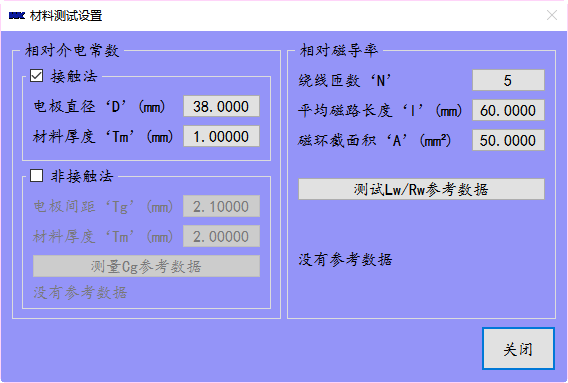 材料测试设置
相对介电常数
接触法
电极直径‘D’(mm) 38.0000
材料厚度‘Tm’(mm) 1.00000
非接触法
电极间距‘Tg’(mm) 2.10000
材料厚度‘Tm’(mm) 2.00000
测量Cg参考数据
没有参考数据
相对磁导率
绕线匝数‘N’ 5
平均磁路长度‘l’(mm) 60.0000
磁环截面积‘A’(mm²) 50.0000
测试Lw/Rw参考数据
没有参考数据
关闭